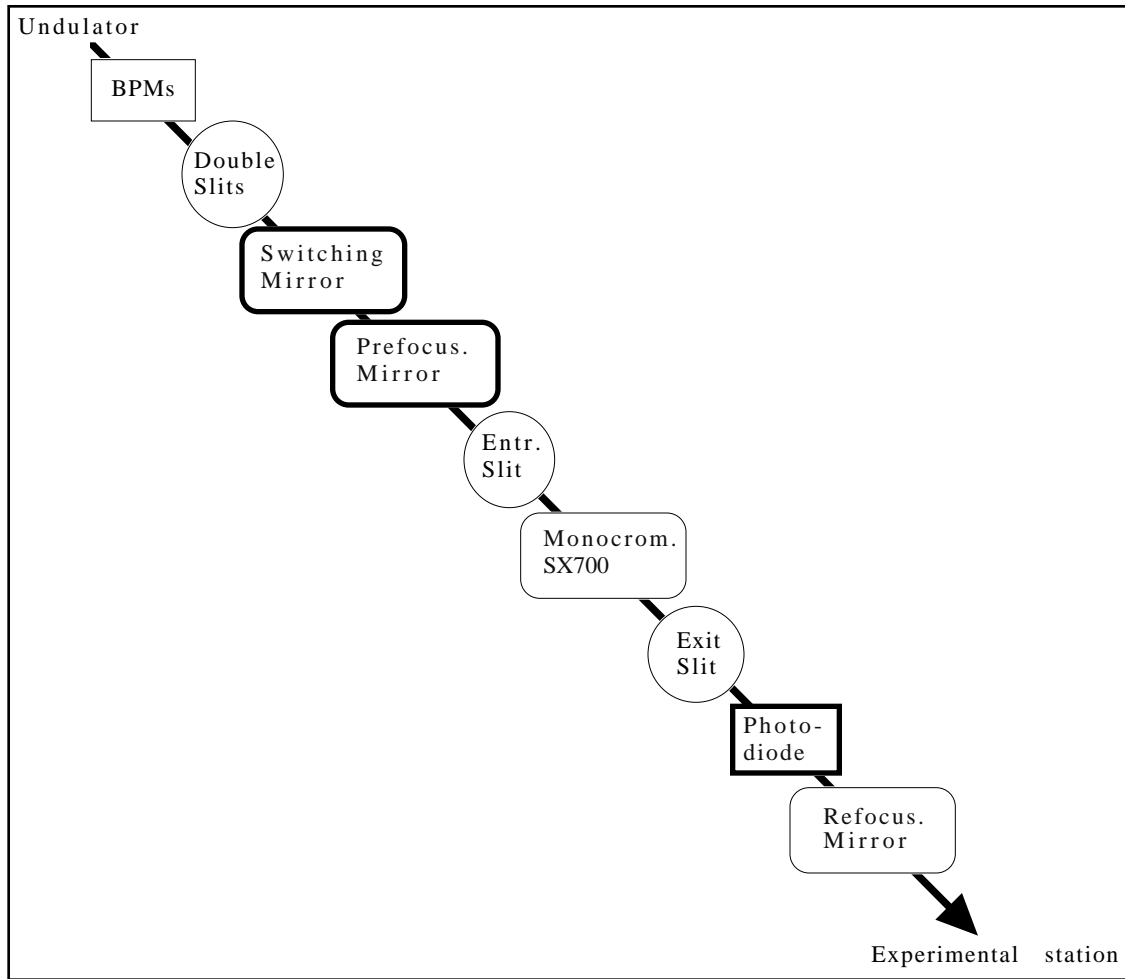 Undulator
BPMs
Double
Slits
Switching
Mirror
Prefocus.
Mirror
Entr.
Slit
Monocrom.
SX700
Exit
Slit
Photo-
diode
Refocus.
Mirror
Experimental station